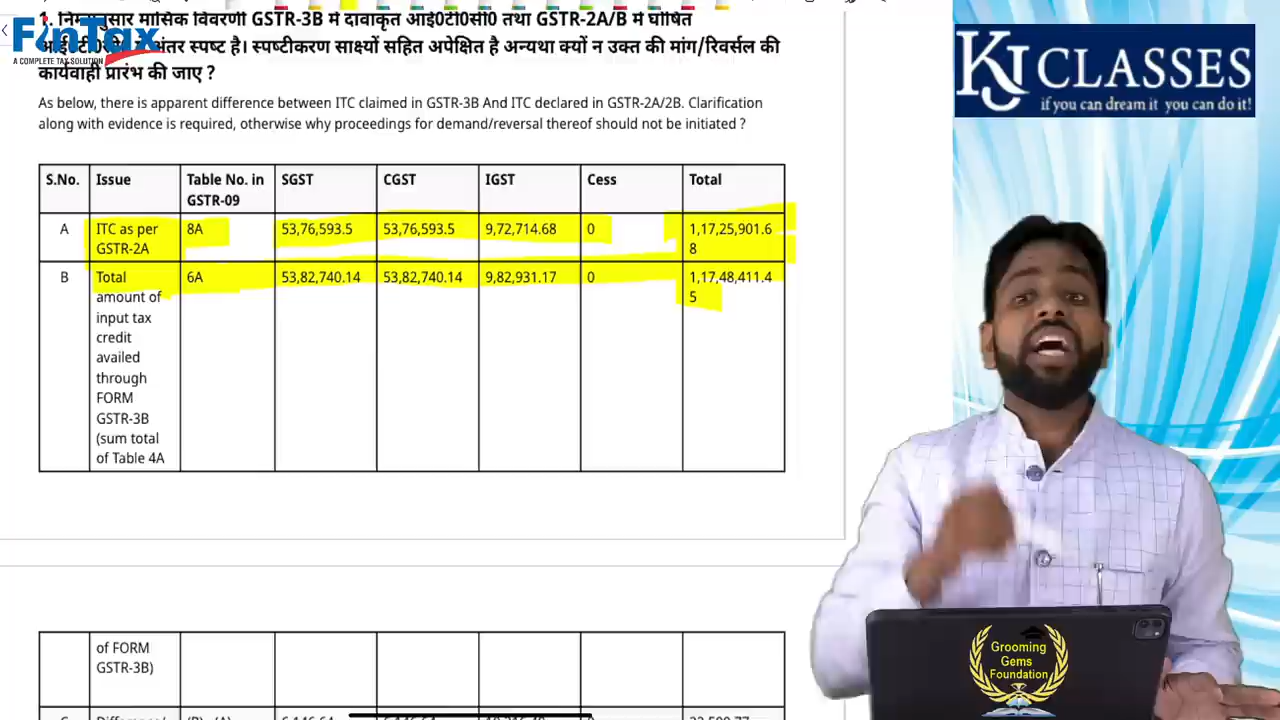 1. निम्नानुसार मासिक विवरणी GSTR-3B में दावाकृत आई0टी0सी0 तथा GSTR-2A/B में घोषित
अंतर स्पष्ट है। स्पष्टीकरण साक्ष्यों सहित अपेक्षित है अन्यथा क्यों न उक्त की मांग/रिवर्सल की
कार्यवाही प्रारंभ की जाए ?
FinTax
A COMPLETE TAX SOLUTION
KJ CLASSES
if you can dream it you can do it!
As below, there is apparent difference between ITC claimed in GSTR-3B And ITC declared in GSTR-2A/2B. Clarification
along with evidence is required, otherwise why proceedings for demand/reversal thereof should not be initiated ?
S.No. Issue Table No. in SGST CGST IGST Cess Total
GSTR-09
A ITC as per 8A 53,76,593.5 53,76,593.5 9,72,714.68 0 1,17,25,901.6
GSTR-2A 8
B Total 6A 53,82,740.14 53,82,740.14 9,82,931.17 0 1,17,48,411.4
amount of 5
input tax
credit
availed
through
FORM
GSTR-3B
(sum total
of Table 4A
of FORM
GSTR-3B)
Grooming
Gems
Foundation